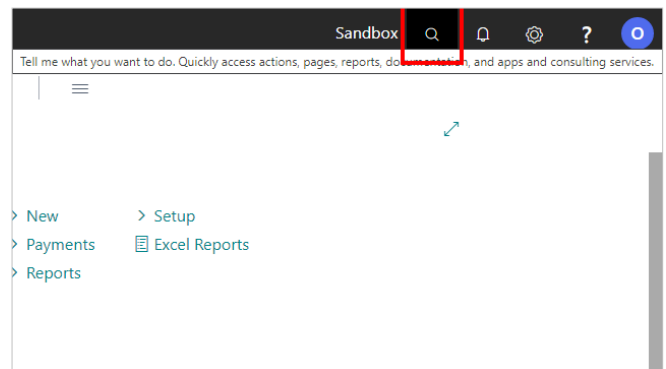 Sandbox ? O
Tell me what you want to do. Quickly access actions, pages, reports, documentation, and apps and consulting services.
New Setup
Payments Excel Reports
Reports